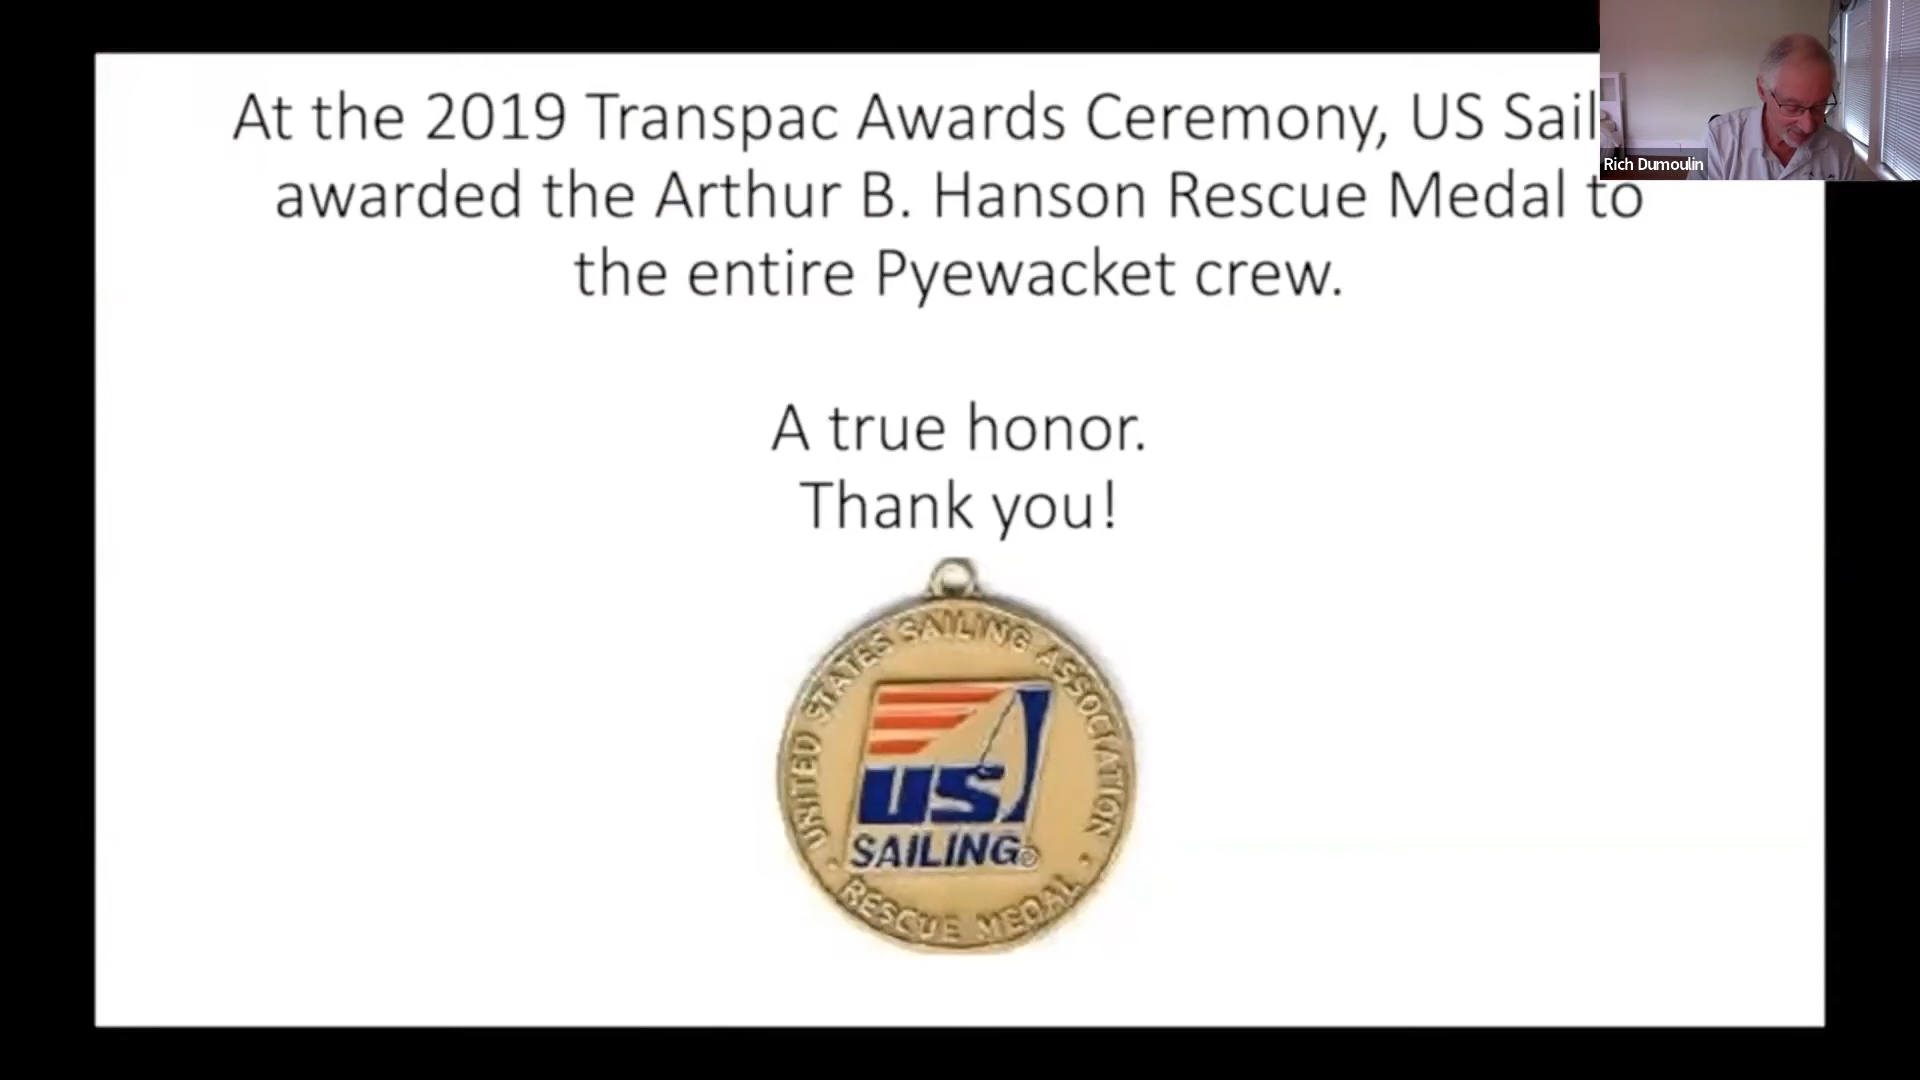 At the 2019 Transpac Awards Ceremony, US Sail
awarded the Arthur B. Hanson Rescue Medal to
the entire Pyewacket crew.
A true honor.
Thank you!
UNITED STATES SAILING ASSOCIATION
US
SAILING®
RESCUE MEDAL
Rich Dumoulin